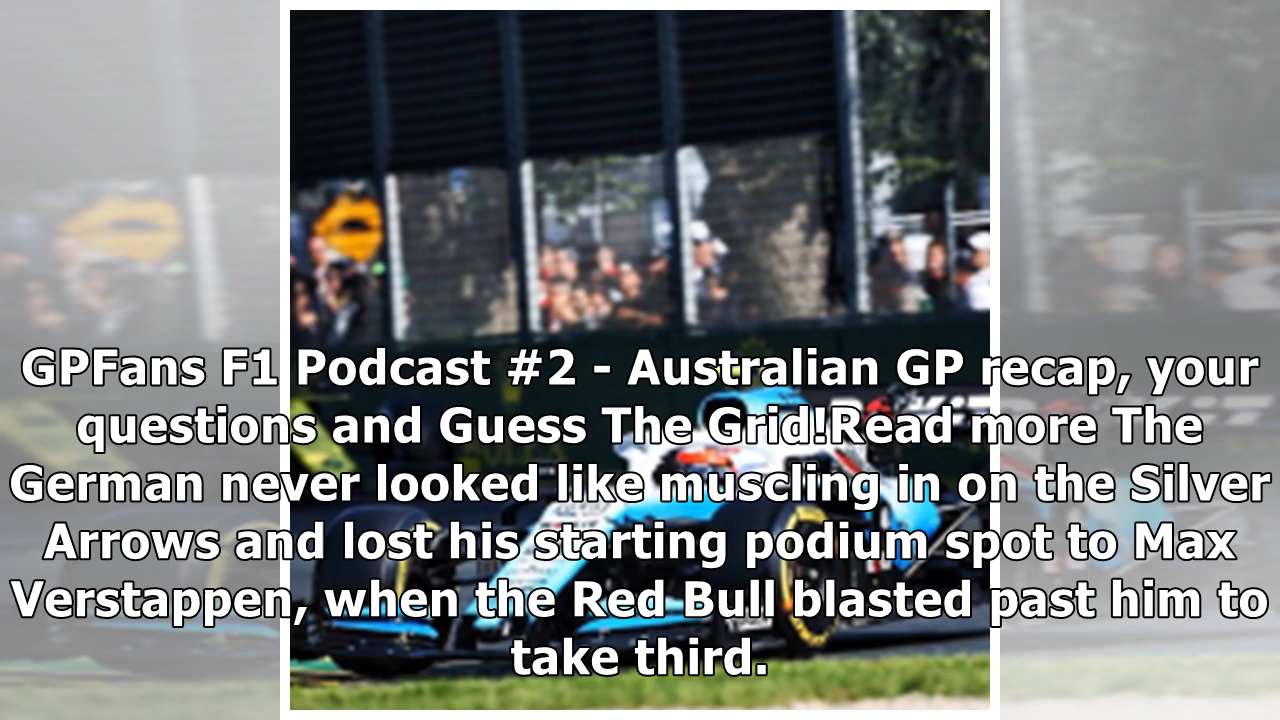 GPFans F1 Podcast #2 - Australian GP recap, your
questions and Guess The Grid!Read more The
German never looked like muscling in on the Silver
Arrows and lost his starting podium spot to Max
Verstappen, when the Red Bull blasted past him to
take third.